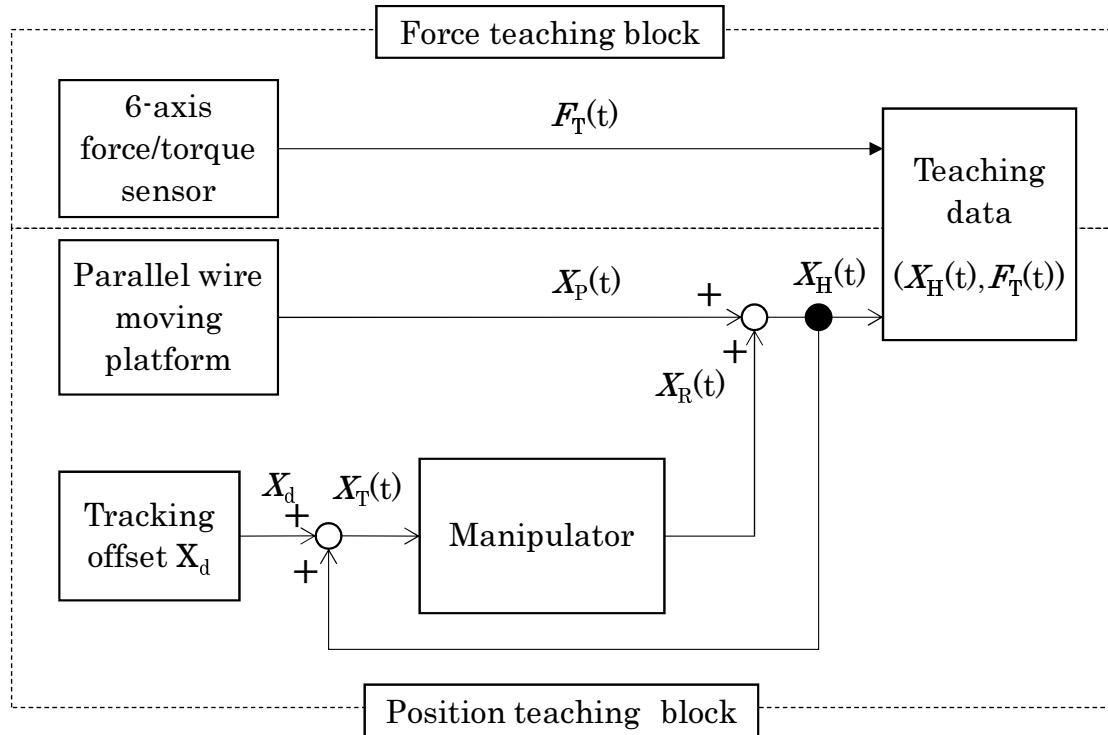 Force teaching block
6-axis
force/torque
sensor
F_T(t)
Teaching
data
(X_H(t), F_T(t))
Parallel wire
moving
platform
X_P(t)
+
X_H(t)
+
X_R(t)
Tracking
offset X_d
X_d
+
X_T(t)
+
Manipulator
Position teaching block